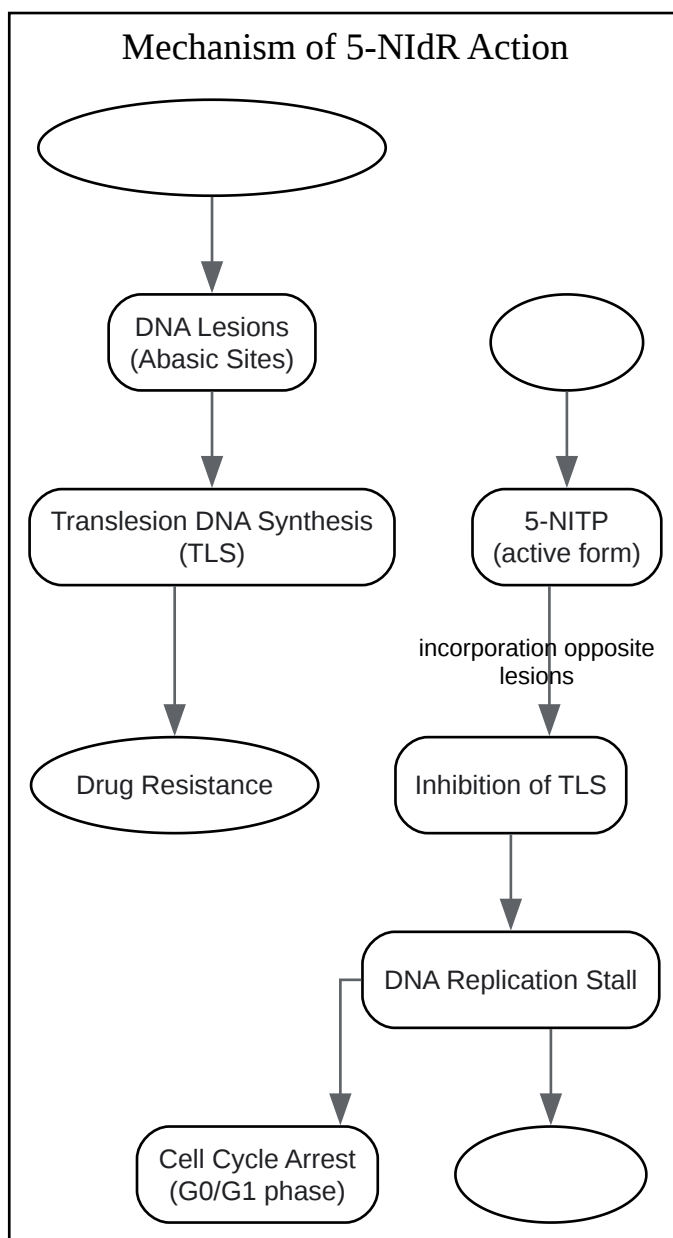 Mechanism of 5-NIdR Action
DNA Lesions
(Abasic Sites)
Translesion DNA Synthesis
(TLS)
5-NITP
(active form)
incorporation opposite
lesions
Drug Resistance
Inhibition of TLS
DNA Replication Stall
Cell Cycle Arrest
(G0/G1 phase)